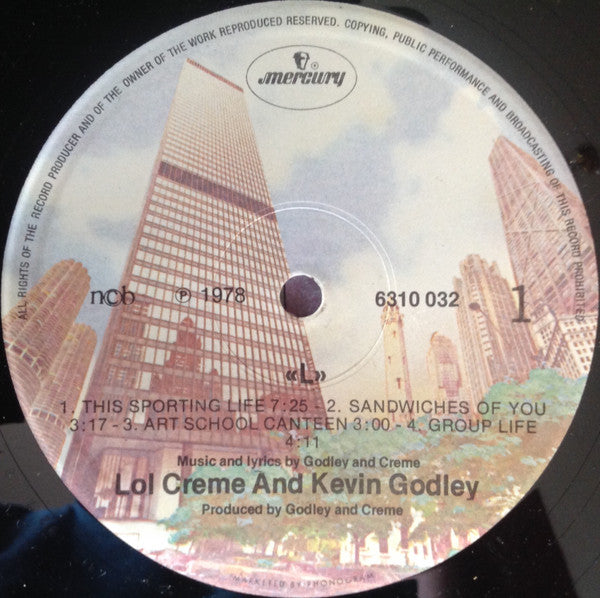 ALL RIGHTS OF THE RECORD PRODUCER AND OF THE OWNER OF THE WORK REPRODUCED RESERVED. COPYING, PUBLIC PERFORMANCE AND BROADCASTING OF THIS RECORD PROHIBITED
mercury
ncb ℗ 1978 6310 032 1
«L»
1. THIS SPORTING LIFE 7:25 - 2. SANDWICHES OF YOU
3:17 - 3. ART SCHOOL CANTEEN 3:00 - 4. GROUP LIFE
4:11
Music and lyrics by Godley and Creme
Lol Creme And Kevin Godley
Produced by Godley and Creme
MARKETED BY PHONOGRAM